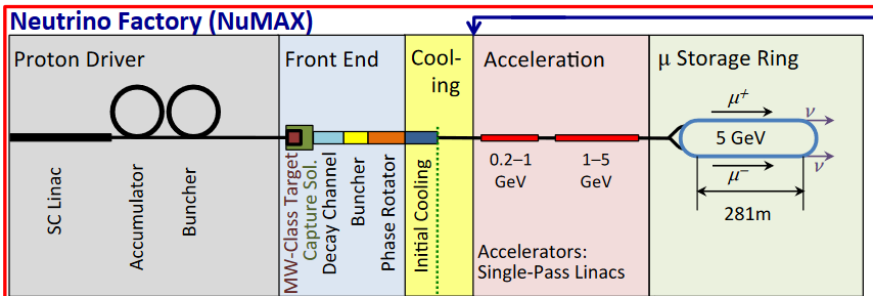 Neutrino Factory (NuMAX)
Proton Driver
SC Linac
Accumulator
Buncher
Front End
MW-Class Target
Capture Sol.
Decay Channel
Buncher
Phase Rotator
Cool-
ing
Initial Cooling
Acceleration
0.2–1
GeV
1–5
GeV
Accelerators:
Single-Pass Linacs
μ Storage Ring
μ⁺
ν
5 GeV
μ⁻
ν
281m